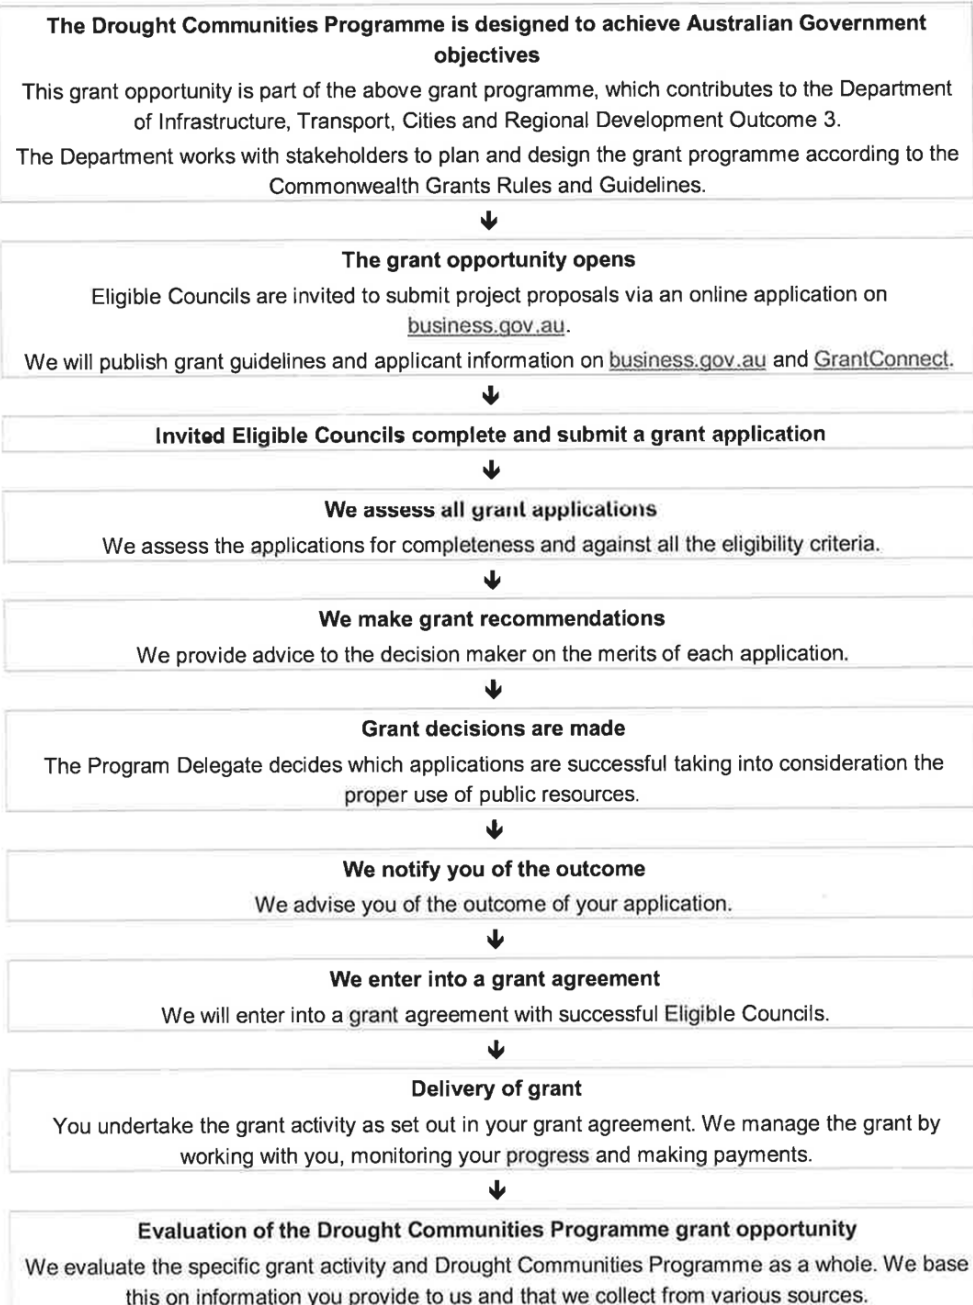 The Drought Communities Programme is designed to achieve Australian Government
objectives
This grant opportunity is part of the above grant programme, which contributes to the Department
of Infrastructure, Transport, Cities and Regional Development Outcome 3.
The Department works with stakeholders to plan and design the grant programme according to the
Commonwealth Grants Rules and Guidelines.
The grant opportunity opens
Eligible Councils are invited to submit project proposals via an online application on
business.gov.au.
We will publish grant guidelines and applicant information on business.gov.au and GrantConnect.
Invited Eligible Councils complete and submit a grant application
We assess all grant applications
We assess the applications for completeness and against all the eligibility criteria.
We make grant recommendations
We provide advice to the decision maker on the merits of each application.
Grant decisions are made
The Program Delegate decides which applications are successful taking into consideration the
proper use of public resources.
We notify you of the outcome
We advise you of the outcome of your application.
We enter into a grant agreement
We will enter into a grant agreement with successful Eligible Councils.
Delivery of grant
You undertake the grant activity as set out in your grant agreement. We manage the grant by
working with you, monitoring your progress and making payments.
Evaluation of the Drought Communities Programme grant opportunity
We evaluate the specific grant activity and Drought Communities Programme as a whole. We base
this on information you provide to us and that we collect from various sources.